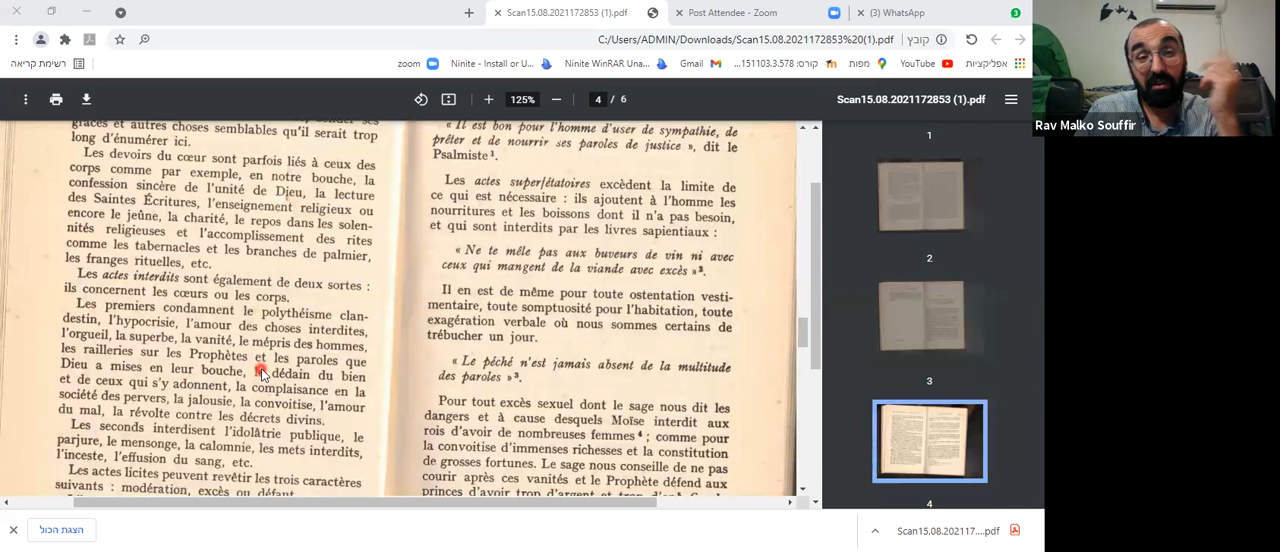 Scan15.08.2021172853 (1).pdf
Post Attendee - Zoom
(3) WhatsApp
3
C:/Users/ADMIN/Downloads/Scan15.08.2021172853%20(1).pdf
קובץ
רשימת קריאה
zoom
Ninite - Install or U...
Ninite WinRAR Una...
Gmail
קורס: 151103.3.578...
מפות
YouTube
אפליקציות
125%
4 / 6
Scan15.08.2021172853 (1).pdf
Rav Malko Souffir
grâces et autres choses semblables qu'il serait trop
long d'énumérer ici.
Les devoirs du cœur sont parfois liés à ceux des
corps comme par exemple, en notre bouche, la
confession sincère de l'unité de Dieu, la lecture
des Saintes Écritures, l'enseignement religieux ou
encore le jeûne, la charité, le repos dans les solen-
nités religieuses et l'accomplissement des rites
comme les tabernacles et les branches de palmier,
les franges rituelles, etc.
Les actes interdits sont également de deux sortes :
ils concernent les cœurs ou les corps.
Les premiers condamnent le polythéisme clan-
destin, l'hypocrisie, l'amour des choses interdites,
l'orgueil, la superbe, la vanité, le mépris des hommes,
les railleries sur les Prophètes et les paroles que
Dieu a mises en leur bouche, dédain du bien
et de ceux qui s'y adonnent, la complaisance en la
société des pervers, la jalousie, la convoitise, l'amour
du mal, la révolte contre les décrets divins.
Les seconds interdisent l'idolâtrie publique, le
parjure, le mensonge, la calomnie, les mets interdits,
l'inceste, l'effusion du sang, etc.
Les actes licites peuvent revêtir les trois caractères
suivants : modération, excès ou défaut.
« Il est bon pour l'homme d'user de sympathie, de
prêter et de nourrir ses paroles de justice », dit le
Psalmiste¹.
Les actes superfétatoires excèdent la limite de
ce qui est nécessaire : ils ajoutent à l'homme les
nourritures et les boissons dont il n'a pas besoin,
et qui sont interdits par les livres sapientiaux :
« Ne te mêle pas aux buveurs de vin ni avec
ceux qui mangent de la viande avec excès »².
Il en est de même pour toute ostentation vesti-
mentaire, toute somptuosité pour l'habitation, toute
exagération verbale où nous sommes certains de
trébucher un jour.
« Le péché n'est jamais absent de la multitude
des paroles »³.
Pour tout excès sexuel dont le sage nous dit les
dangers et à cause desquels Moïse interdit aux
rois d'avoir de nombreuses femmes⁴ ; comme pour
la convoitise d'immenses richesses et la constitution
de grosses fortunes. Le sage nous conseille de ne pas
courir après ces vanités et le Prophète défend aux
princes d'avoir trop d'argent et trop
1
2
3
4
הצגת הכול
Scan15.08.202117....pdf